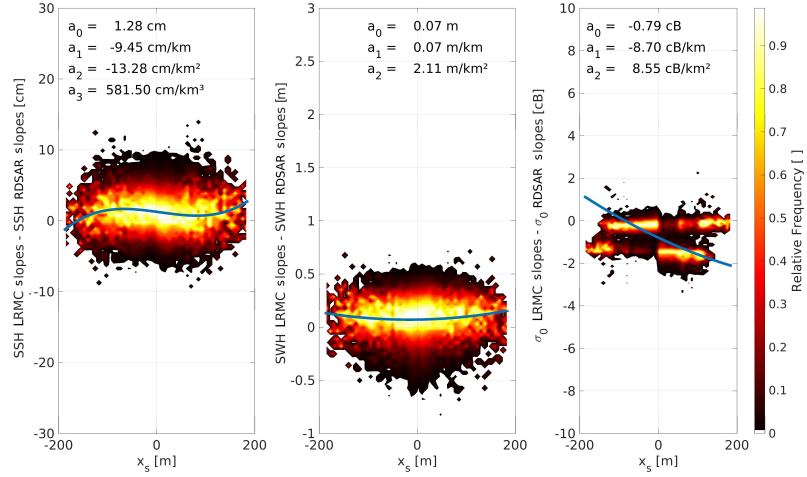 a0 = 1.28 cm
a1 = -9.45 cm/km
a2 = -13.28 cm/km²
a3 = 581.50 cm/km³
30
20
10
0
-10
-20
-30
-200
0
200
xs [m]
SSH LRMC slopes - SSH RDSAR slopes [cm]
a0 = 0.07 m
a1 = 0.07 m/km
a2 = 2.11 m/km²
3
2.5
2
1.5
1
0.5
0
-0.5
-1
-200
0
200
xs [m]
SWH LRMC slopes - SWH RDSAR slopes [m]
a0 = -0.79 cB
a1 = -8.70 cB/km
a2 = 8.55 cB/km²
10
8
6
4
2
0
-2
-4
-6
-8
-10
-200
0
200
xs [m]
σ0 LRMC slopes - σ0 RDSAR slopes [cB]
0.9
0.8
0.7
0.6
0.5
0.4
0.3
0.2
0.1
0
Relative Frequency [ ]